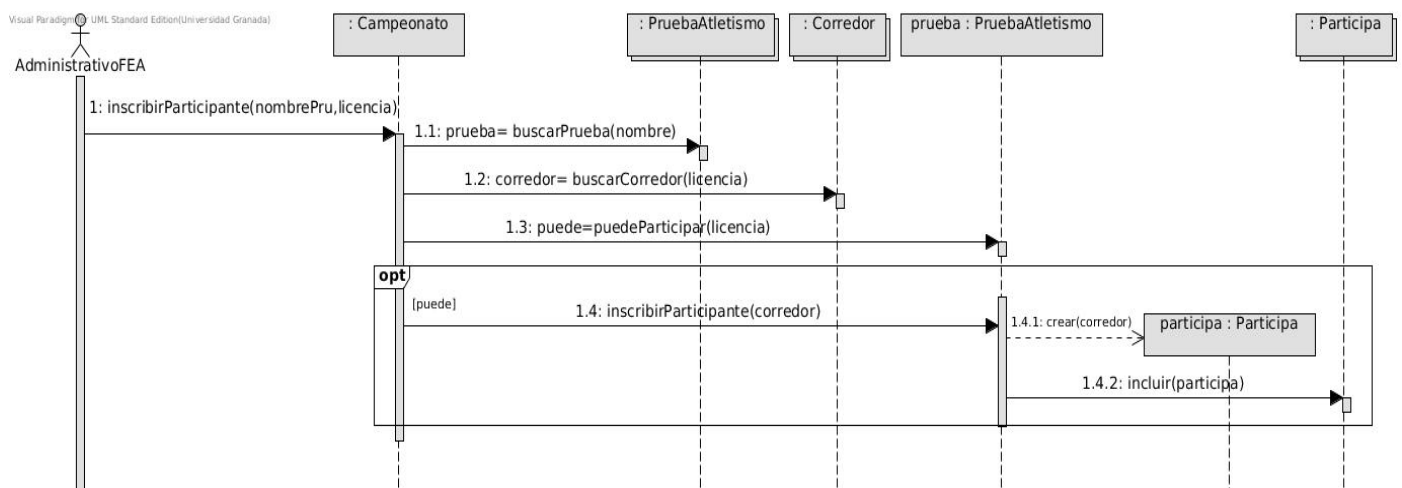 Visual Paradigm for UML Standard Edition(Universidad Granada)
: Campeonato
: PruebaAtletismo
: Corredor
prueba : PruebaAtletismo
: Participa
AdministrativoFEA
1: inscribirParticipante(nombrePru,licencia)
1.1: prueba= buscarPrueba(nombre)
1.2: corredor= buscarCorredor(licencia)
1.3: puede=puedeParticipar(licencia)
opt
[puede]
1.4: inscribirParticipante(corredor)
1.4.1: crear(corredor)
participa : Participa
1.4.2: incluir(participa)